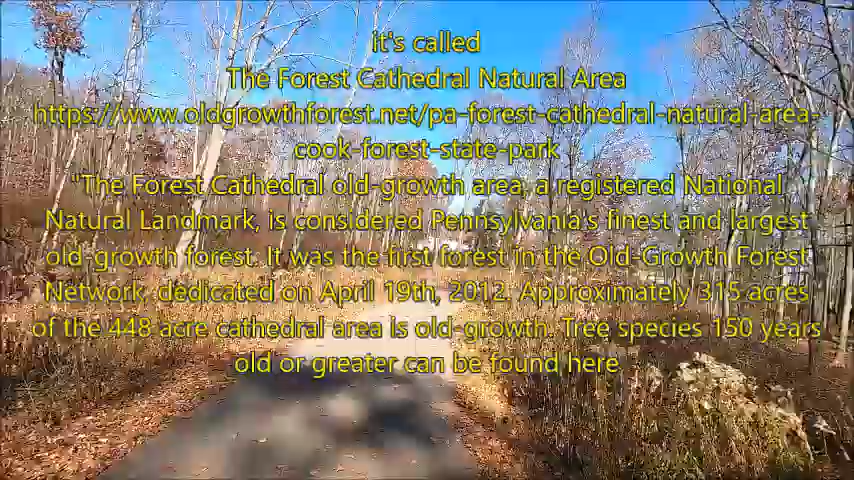 it's called
The Forest Cathedral Natural Area
https://www.oldgrowthforest.net/pa-forest-cathedral-natural-area-
cook-forest-state-park
"The Forest Cathedral old-growth area, a registered National
Natural Landmark, is considered Pennsylvania's finest and largest
old-growth forest. It was the first forest in the Old-Growth Forest
Network, dedicated on April 19th, 2012. Approximately 315 acres
of the 448 acre cathedral area is old-growth. Tree species 150 years
old or greater can be found here.